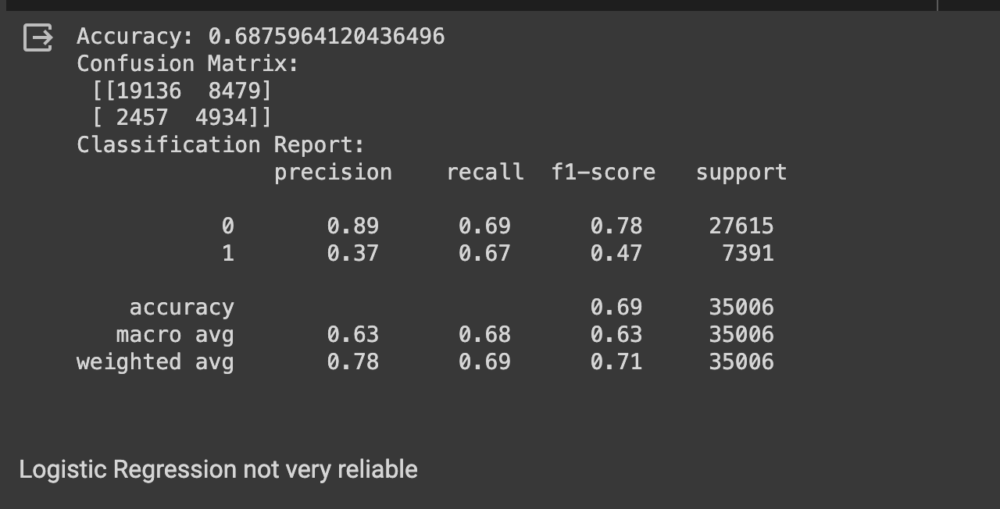 Accuracy: 0.6875964120436496
Confusion Matrix:
[[19136 8479]
[ 2457 4934]]
Classification Report:
precision recall f1-score support
0 0.89 0.69 0.78 27615
1 0.37 0.67 0.47 7391
accuracy 0.69 35006
macro avg 0.63 0.68 0.63 35006
weighted avg 0.78 0.69 0.71 35006
Logistic Regression not very reliable